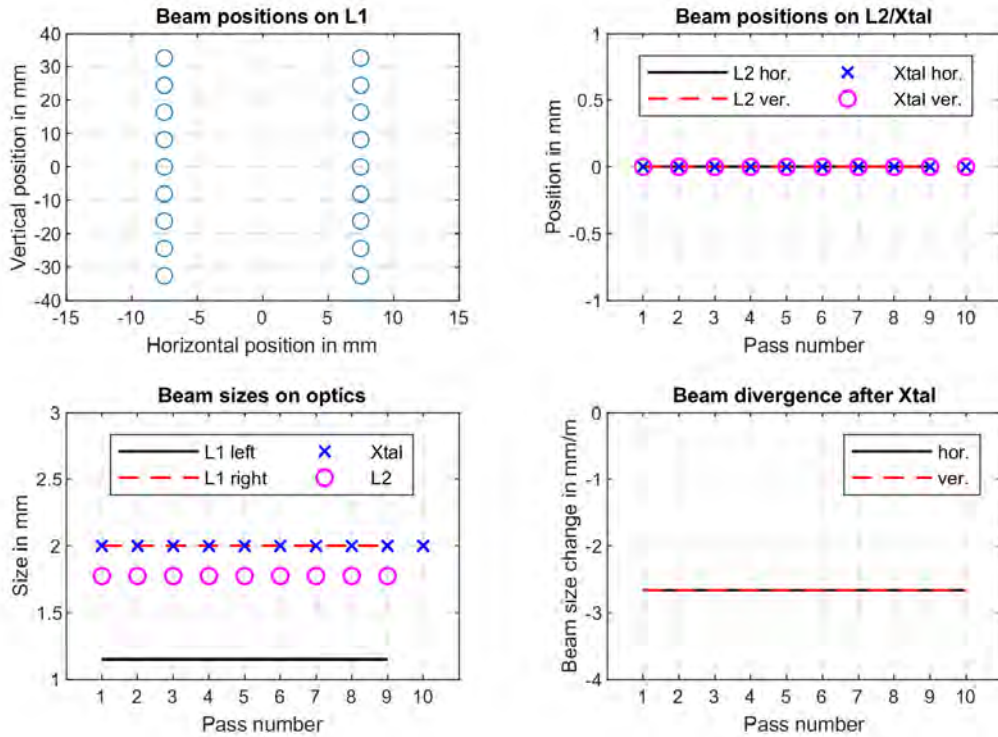 Beam positions on L1
Vertical position in mm
40
30
20
10
0
-10
-20
-30
-40
-15
-10
-5
0
5
10
15
Horizontal position in mm
Beam positions on L2/Xtal
Position in mm
1
0.5
0
-0.5
-1
L2 hor.
L2 ver.
Xtal hor.
Xtal ver.
1 2 3 4 5 6 7 8 9 10
Pass number
Beam sizes on optics
Size in mm
3
2.5
2
1.5
1
L1 left
L1 right
Xtal
L2
1 2 3 4 5 6 7 8 9 10
Pass number
Beam divergence after Xtal
Beam size change in mm/m
0
-1
-2
-3
-4
hor.
ver.
1 2 3 4 5 6 7 8 9 10
Pass number